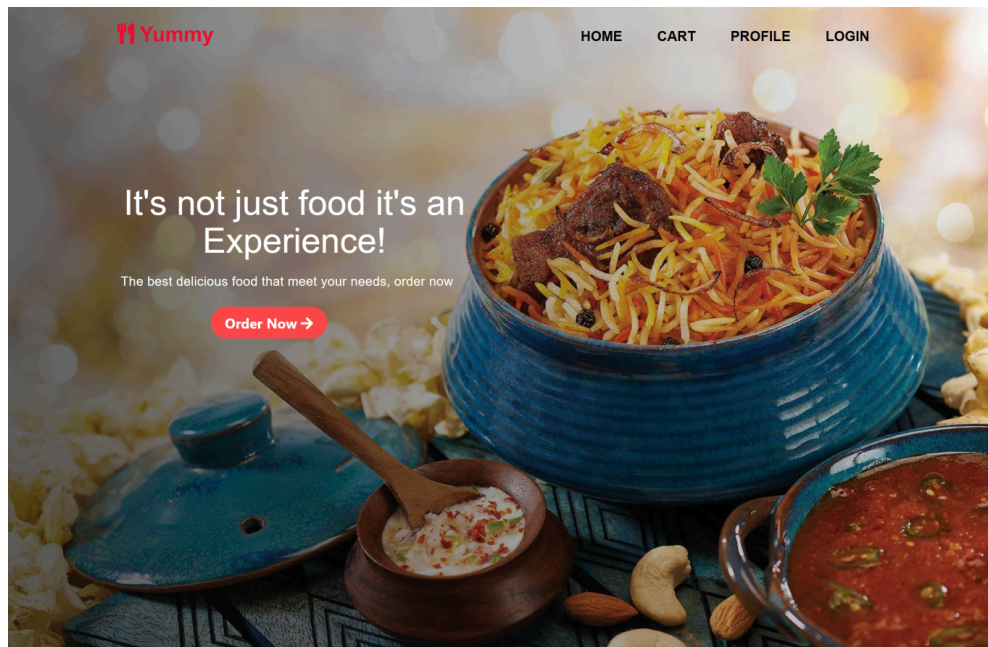 Yummy
HOME CART PROFILE LOGIN
It's not just food it's an
Experience!
The best delicious food that meet your needs, order now
Order Now